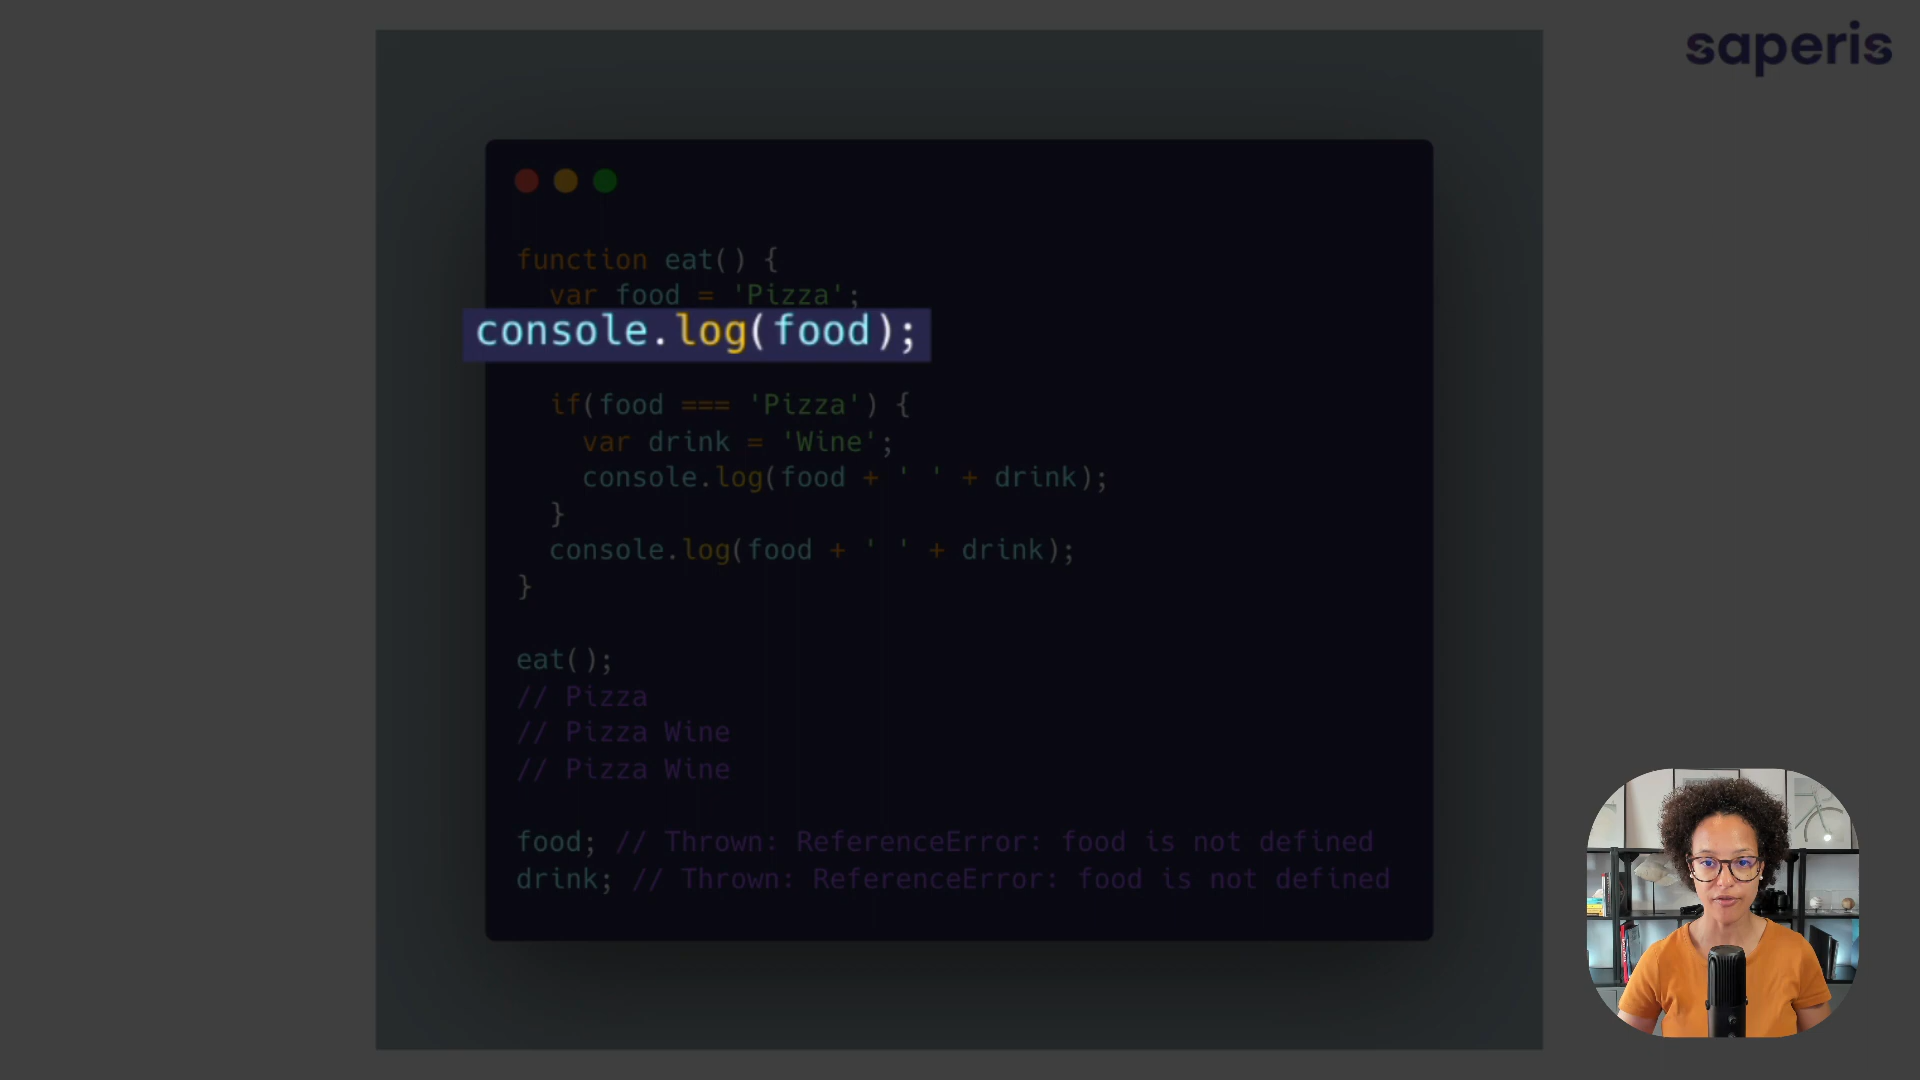 saperis
function eat() {
var food = 'Pizza';
console.log(food);
if(food === 'Pizza') {
var drink = 'Wine';
console.log(food + ' ' + drink);
}
console.log(food + ' ' + drink);
}
eat();
// Pizza
// Pizza Wine
// Pizza Wine
food; // Thrown: ReferenceError: food is not defined
drink; // Thrown: ReferenceError: food is not defined